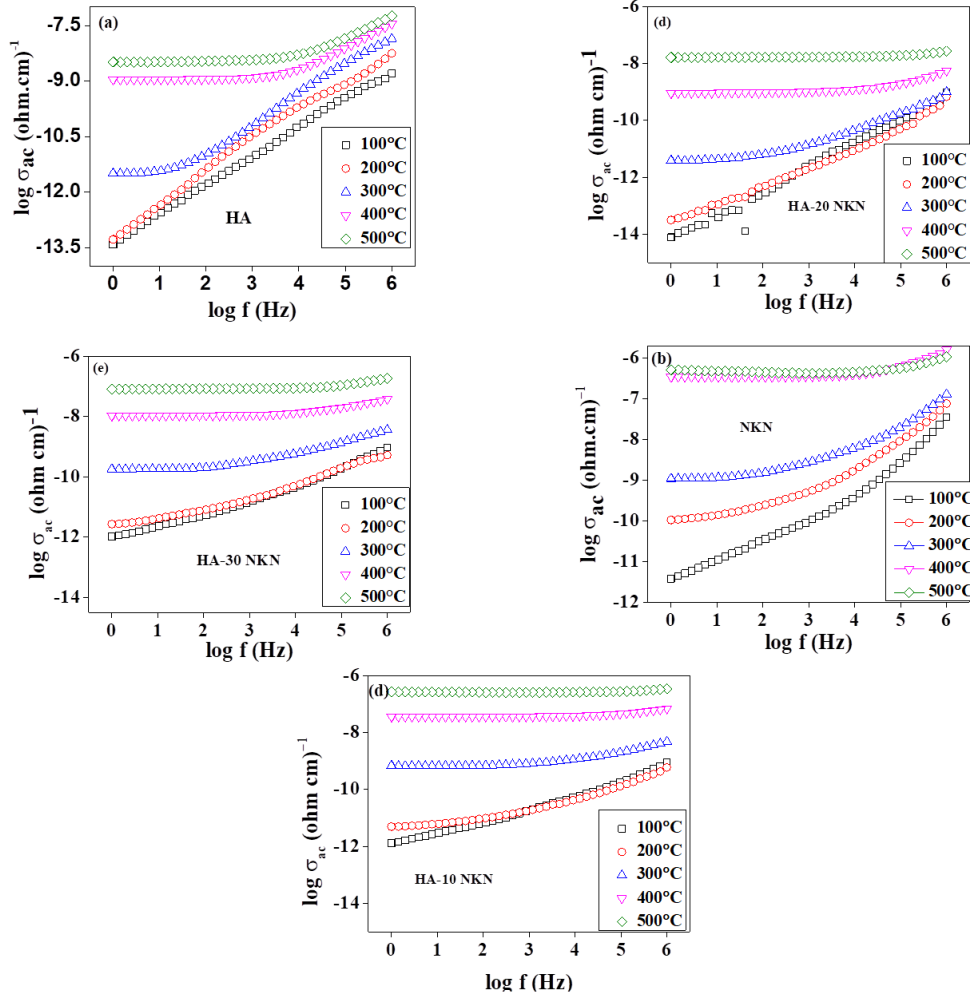 (a)
-7.5
-9.0
-10.5
-12.0
-13.5
log σac (ohm.cm)⁻¹
HA
100°C
200°C
300°C
400°C
500°C
0 1 2 3 4 5 6
log f (Hz)
(d)
-6
-8
-10
-12
-14
log σac (ohm cm)⁻¹
HA-20 NKN
100°C
200°C
300°C
400°C
500°C
0 1 2 3 4 5 6
log f (Hz)
(e)
-6
-8
-10
-12
-14
log σac (ohm cm)-1
HA-30 NKN
100°C
200°C
300°C
400°C
500°C
0 1 2 3 4 5 6
log f (Hz)
(b)
-6
-7
-8
-9
-10
-11
-12
log σac (ohm.cm)⁻¹
NKN
100°C
200°C
300°C
400°C
500°C
0 1 2 3 4 5 6
log f (Hz)
(d)
-6
-8
-10
-12
-14
log σac (ohm cm)⁻¹
HA-10 NKN
100°C
200°C
300°C
400°C
500°C
0 1 2 3 4 5 6
log f (Hz)